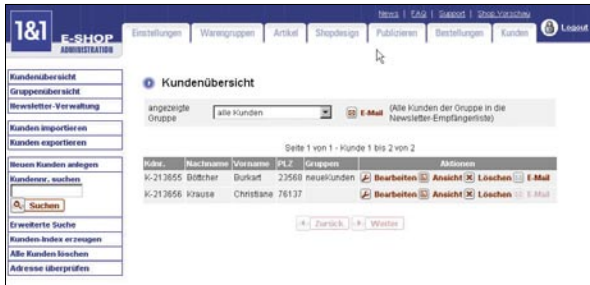 News | FAQ | Support | Shop Vorschau
1&1 E-SHOP
ADMINISTRATION
Einstellungen Warengruppen Artikel Shopdesign Publizieren Bestellungen Kunden Logout
Kundenübersicht
Gruppenübersicht
Newsletter-Verwaltung
Kunden importieren
Kunden exportieren
Neuen Kunden anlegen
Kundennr. suchen
Suchen
Erweiterte Suche
Kunden-Index erzeugen
Alle Kunden löschen
Adresse überprüfen
Kundenübersicht
angezeigte Gruppe
alle Kunden
E-Mail
(Alle Kunden der Gruppe in die
Newsletter-Empfängerliste)
Seite 1 von 1 - Kunde 1 bis 2 von 2
Kdnr. Nachname Vorname PLZ Gruppen Aktionen
K-213655 Böttcher Burkart 23568 neueKunden Bearbeiten Ansicht Löschen E-Mail
K-213656 Krause Christiane 76137 Bearbeiten Ansicht Löschen E-Mail
Zurück Weiter